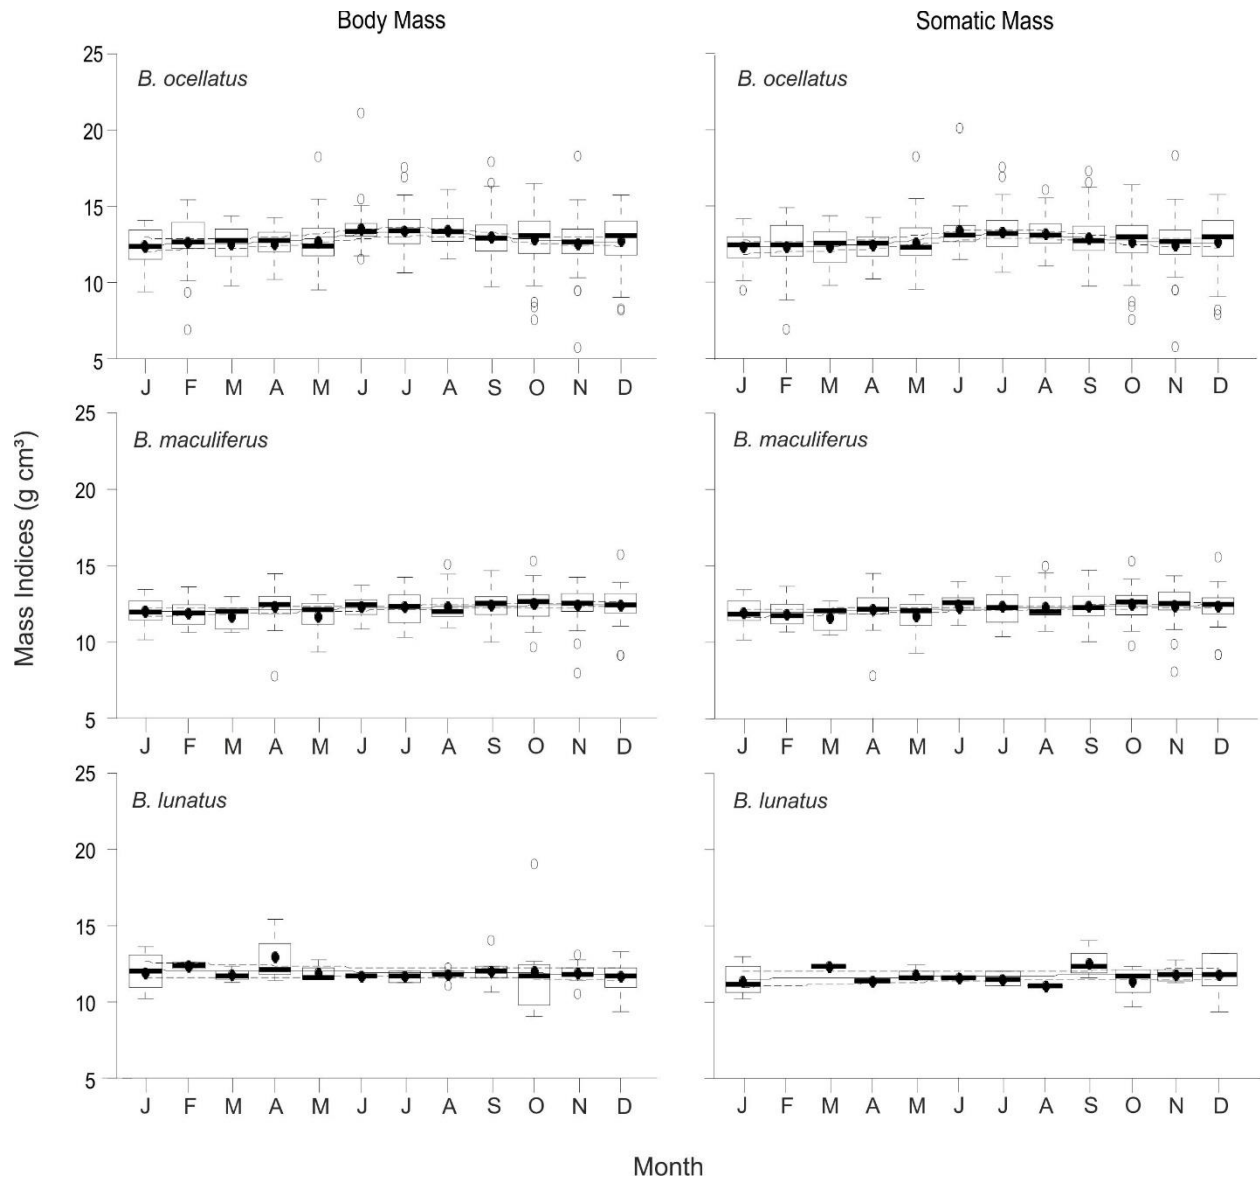 Body Mass
Somatic Mass
B. ocellatus
B. ocellatus
25
20
15
10
5
J F M A M J J A S O N D
J F M A M J J A S O N D
B. maculiferus
B. maculiferus
25
20
15
10
5
J F M A M J J A S O N D
J F M A M J J A S O N D
B. lunatus
B. lunatus
25
20
15
10
5
J F M A M J J A S O N D
J F M A M J J A S O N D
Mass Indices (g cm³)
Month